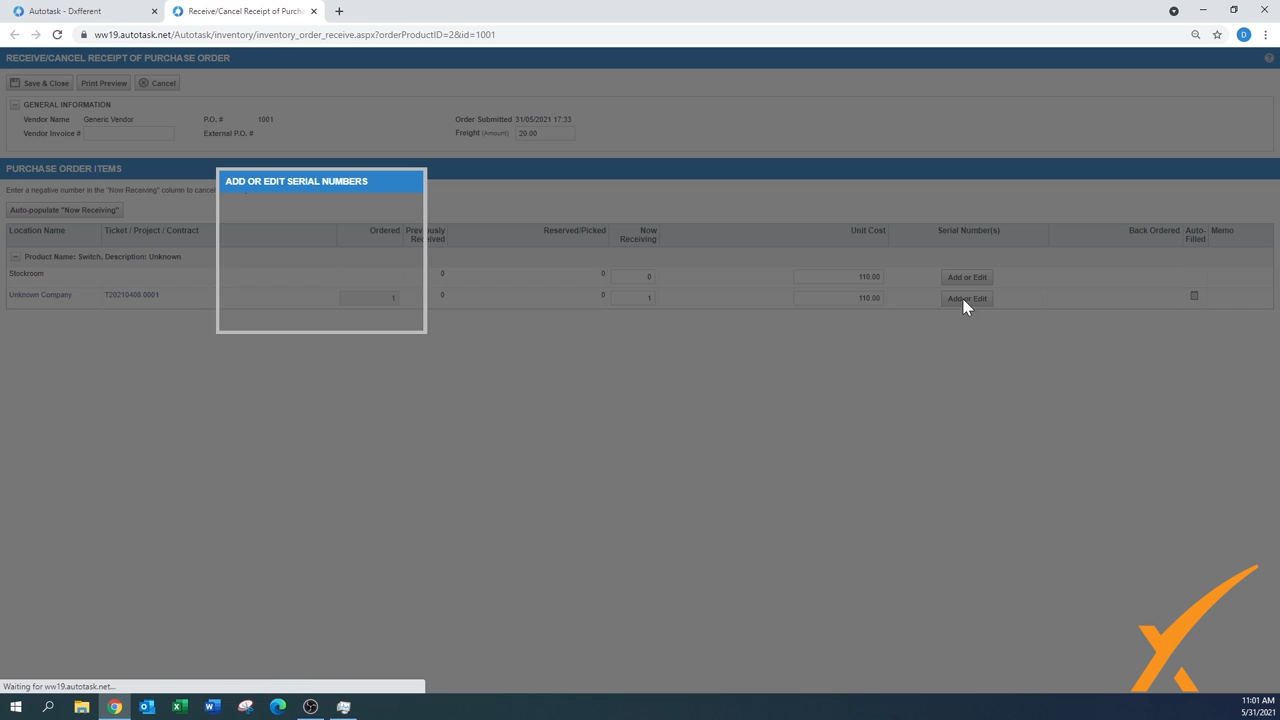 Autotask - Dxfferent
Receive/Cancel Receipt of Purcha
ww19.autotask.net/Autotask/inventory/inventory_order_receive.aspx?orderProductID=2&id=1001
D
RECEIVE/CANCEL RECEIPT OF PURCHASE ORDER
Save & Close Print Preview Cancel
GENERAL INFORMATION
Vendor Name Generic Vendor P.O. # 1001 Order Submitted 31/05/2021 17:33
Vendor Invoice # External P.O. # Freight (Amount) 20.00
PURCHASE ORDER ITEMS
ADD OR EDIT SERIAL NUMBERS
Enter a negative number in the "Now Receiving" column to cancel
Auto-populate "Now Receiving"
Location Name Ticket / Project / Contract Ordered Previously Received Reserved/Picked Now Receiving Unit Cost Serial Number(s) Back Ordered Auto-Filled Memo
Product Name: Switch, Description: Unknown
Stockroom 0 0 0 110.00 Add or Edit
Unknown Company T20210408.0001 1 0 0 1 110.00 Add or Edit
Waiting for ww19.autotask.net...
11:01 AM
5/31/2021